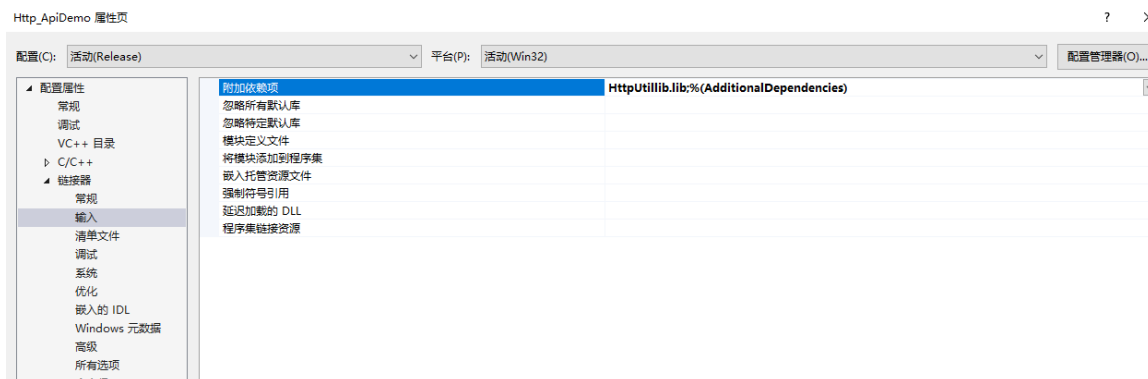 Http_ApiDemo 属性页
配置(C): 活动(Release) 平台(P): 活动(Win32) 配置管理器(O)...
配置属性
常规
调试
VC++ 目录
C/C++
链接器
常规
输入
清单文件
调试
系统
优化
嵌入的 IDL
Windows 元数据
高级
所有选项
附加依赖项 HttpUtillib.lib;%(AdditionalDependencies)
忽略所有默认库
忽略特定默认库
模块定义文件
将模块添加到程序集
嵌入托管资源文件
强制符号引用
延迟加载的 DLL
程序集链接资源